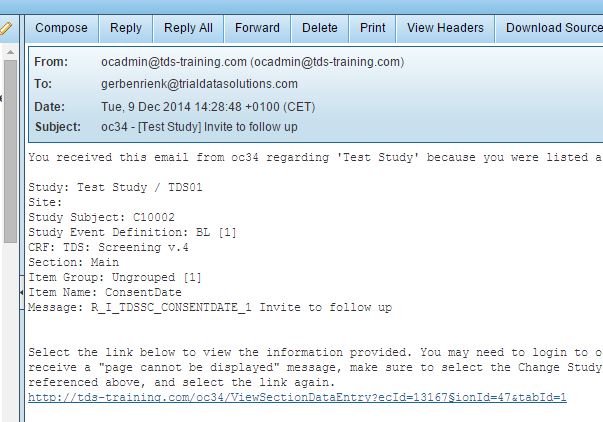 Compose Reply Reply All Forward Delete Print View Headers Download Source
From: ocadmin@tds-training.com (ocadmin@tds-training.com)
To: gerbenrienk@trialdatasolutions.com
Date: Tue, 9 Dec 2014 14:28:48 +0100 (CET)
Subject: oc34 - [Test Study] Invite to follow up
You received this email from oc34 regarding 'Test Study' because you were listed a
Study: Test Study / TDS01
Site:
Study Subject: C10002
Study Event Definition: BL [1]
CRF: TDS: Screening v.4
Section: Main
Item Group: Ungrouped [1]
Item Name: ConsentDate
Message: R_I_TDSSC_CONSENTDATE_1 Invite to follow up
Select the link below to view the information provided. You may need to login to o
receive a "page cannot be displayed" message, make sure to select the Change Study
referenced above, and select the link again.
http://tds-training.com/oc34/ViewSectionDataEntry?ecId=13167§ionId=47&tabId=1